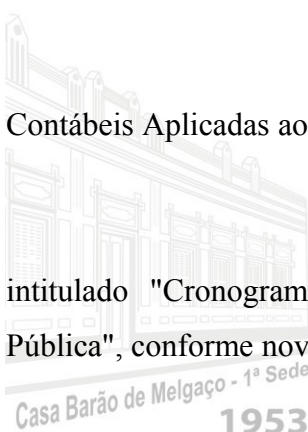 Contábeis Aplicadas ao
intitulado "Cronogram
Pública", conforme nov
Casa Barão de Melgaço - 1ª Sede
1953